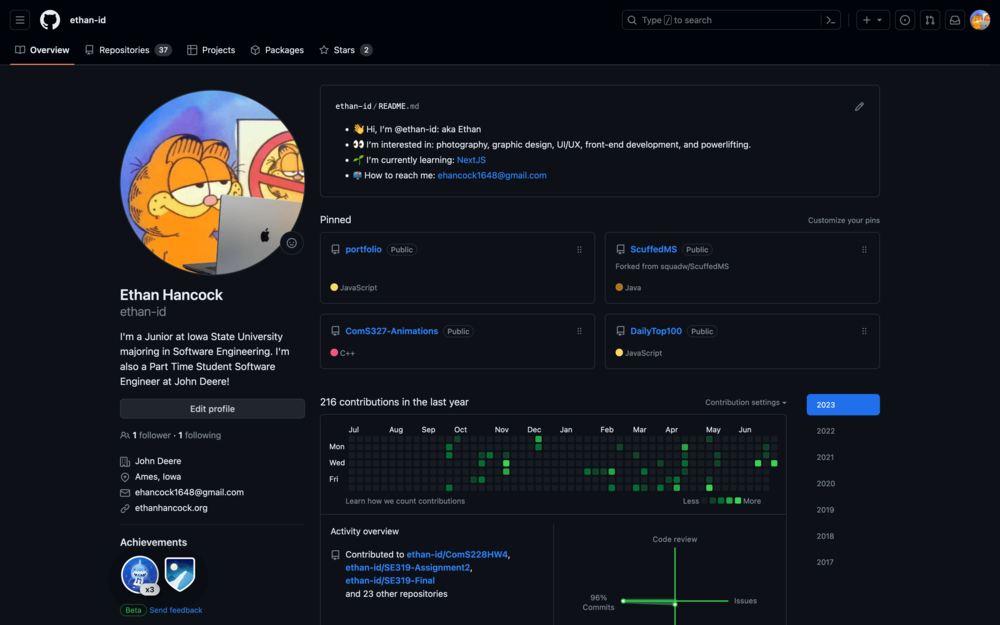 ethan-id
Type / to search
Overview
Repositories 37
Projects
Packages
Stars 2
ethan-id / README.md
👋 Hi, I'm @ethan-id: aka Ethan
👀 I'm interested in: photography, graphic design, UI/UX, front-end development, and powerlifting.
🌱 I'm currently learning: NextJS
📫 How to reach me: ehancock1648@gmail.com
Ethan Hancock
ethan-id
I'm a Junior at Iowa State University
majoring in Software Engineering. I'm
also a Part Time Student Software
Engineer at John Deere!
Edit profile
1 follower · 1 following
John Deere
Ames, Iowa
ehancock1648@gmail.com
ethanhancock.org
Achievements
x3
Beta Send feedback
Pinned
Customize your pins
portfolio Public
JavaScript
ScuffedMS Public
Forked from squadw/ScuffedMS
Java
ComS327-Animations Public
C++
DailyTop100 Public
JavaScript
216 contributions in the last year
Contribution settings
Jul Aug Sep Oct Nov Dec Jan Feb Mar Apr May Jun
Mon
Wed
Fri
Learn how we count contributions
Less More
Activity overview
Contributed to ethan-id/ComS228HW4,
ethan-id/SE319-Assignment2,
ethan-id/SE319-Final
and 23 other repositories
Code review
96%
Commits
Issues
2023
2022
2021
2020
2019
2018
2017